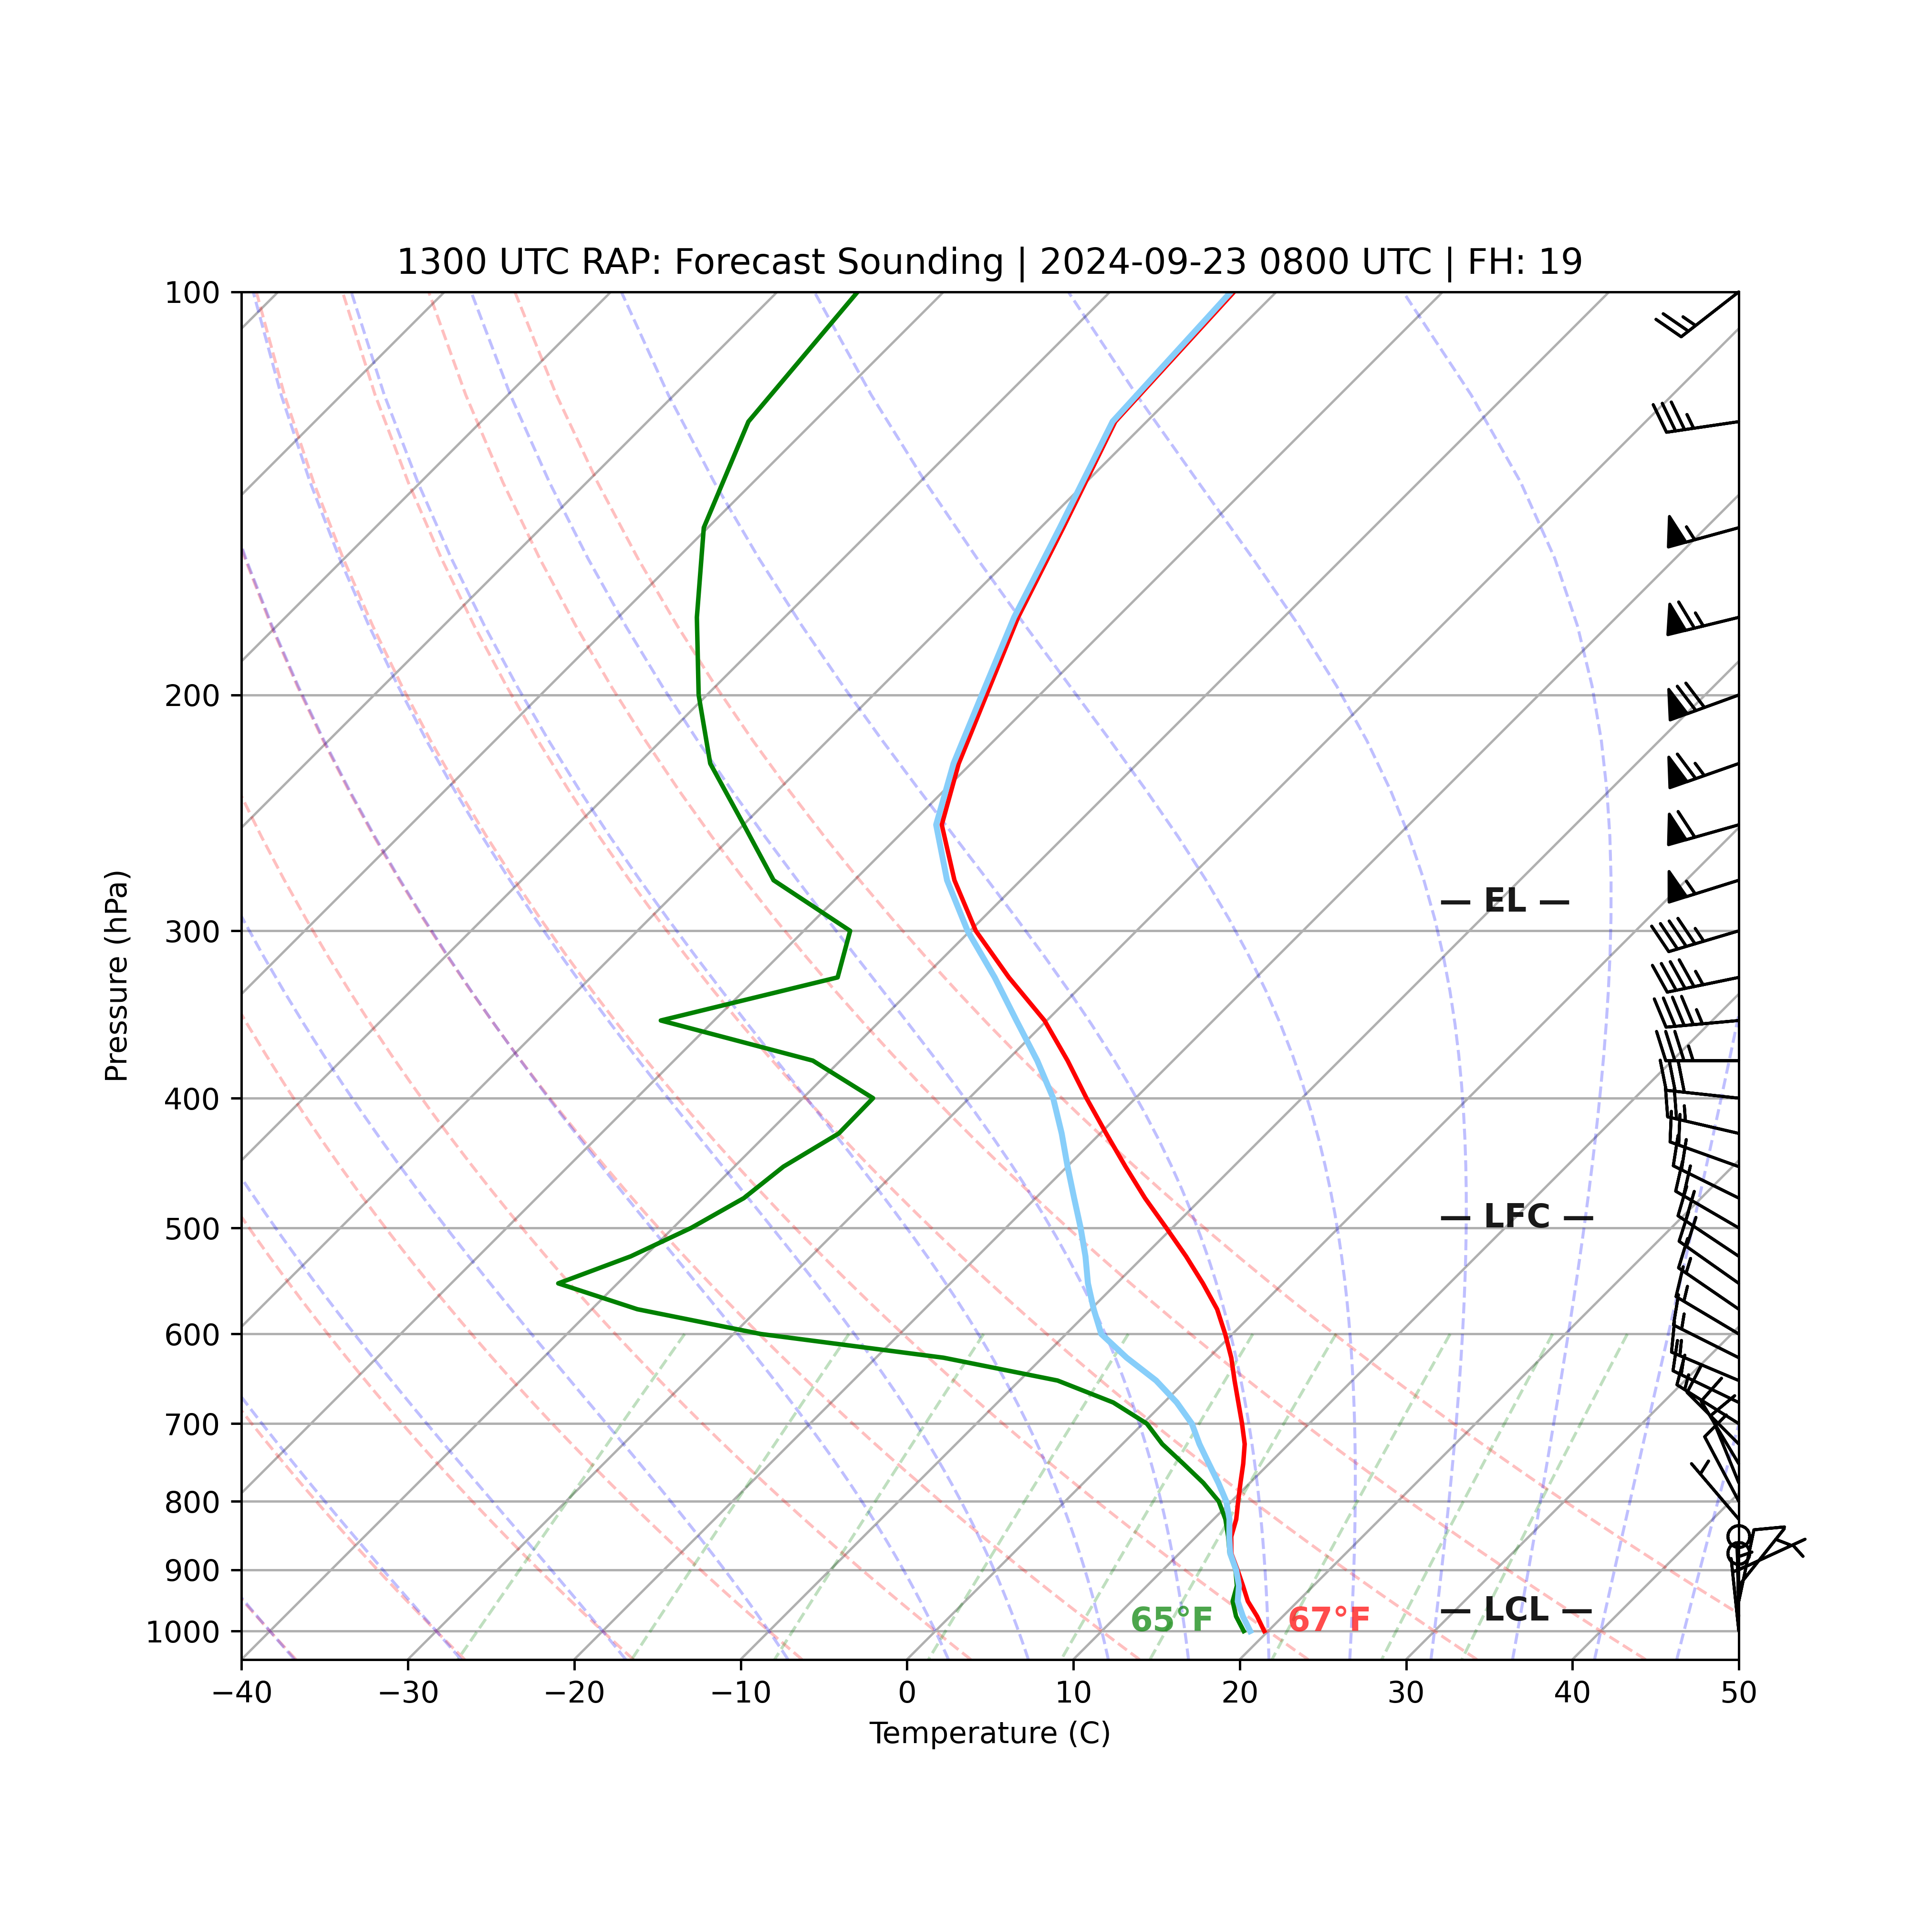 1300 UTC RAP: Forecast Sounding | 2024-09-23 0800 UTC | FH: 19
100
200
300
400
500
600
700
800
900
1000
Pressure (hPa)
— EL —
— LFC —
— LCL —
65°F
67°F
−40 −30 −20 −10 0 10 20 30 40 50
Temperature (C)